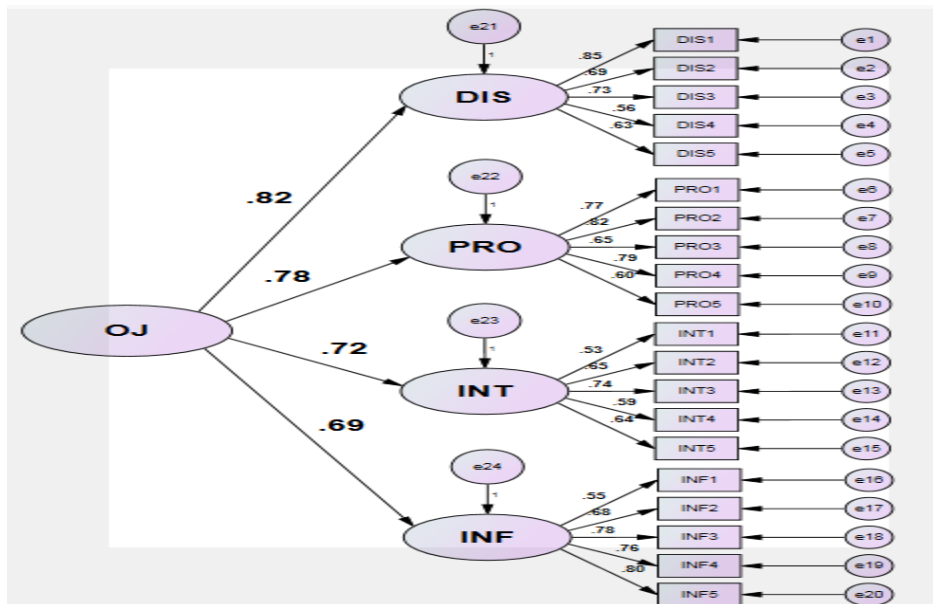 e21
1
DIS
.85
.69
.73
.56
.63
DIS1
e1
DIS2
e2
DIS3
e3
DIS4
e4
DIS5
e5
.82
e22
1
PRO
.77
.82
.65
.79
.60
PRO1
e6
PRO2
e7
PRO3
e8
PRO4
e9
PRO5
e10
.78
OJ
.72
e23
1
INT
.53
.65
.74
.59
.64
INT1
e11
INT2
e12
INT3
e13
INT4
e14
INT5
e15
.69
e24
1
INF
.55
.68
.78
.76
.80
INF1
e16
INF2
e17
INF3
e18
INF4
e19
INF5
e20